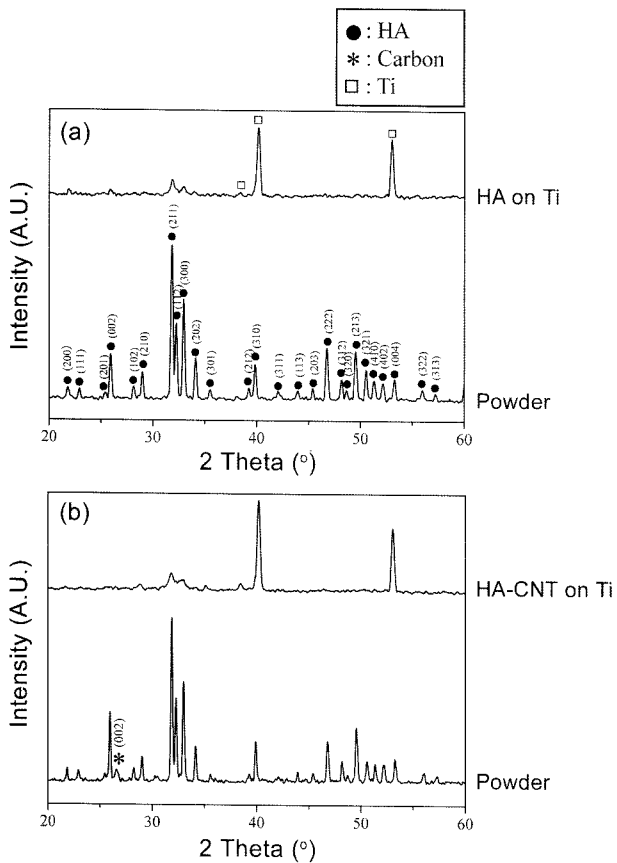 ● : HA
* : Carbon
□ : Ti
(a)
HA on Ti
Intensity (A.U.)
(200)
(111)
(201)
(002)
(102)
(210)
(211)
(112)
(300)
(202)
(301)
(212)
(310)
(311)
(113)
(203)
(222)
(312)
(320)
(213)
(321)
(410)
(402)
(004)
(322)
(313)
Powder
20 30 40 50 60
2 Theta (°)
(b)
HA-CNT on Ti
Intensity (A.U.)
(002)
*
Powder
20 30 40 50 60
2 Theta (°)